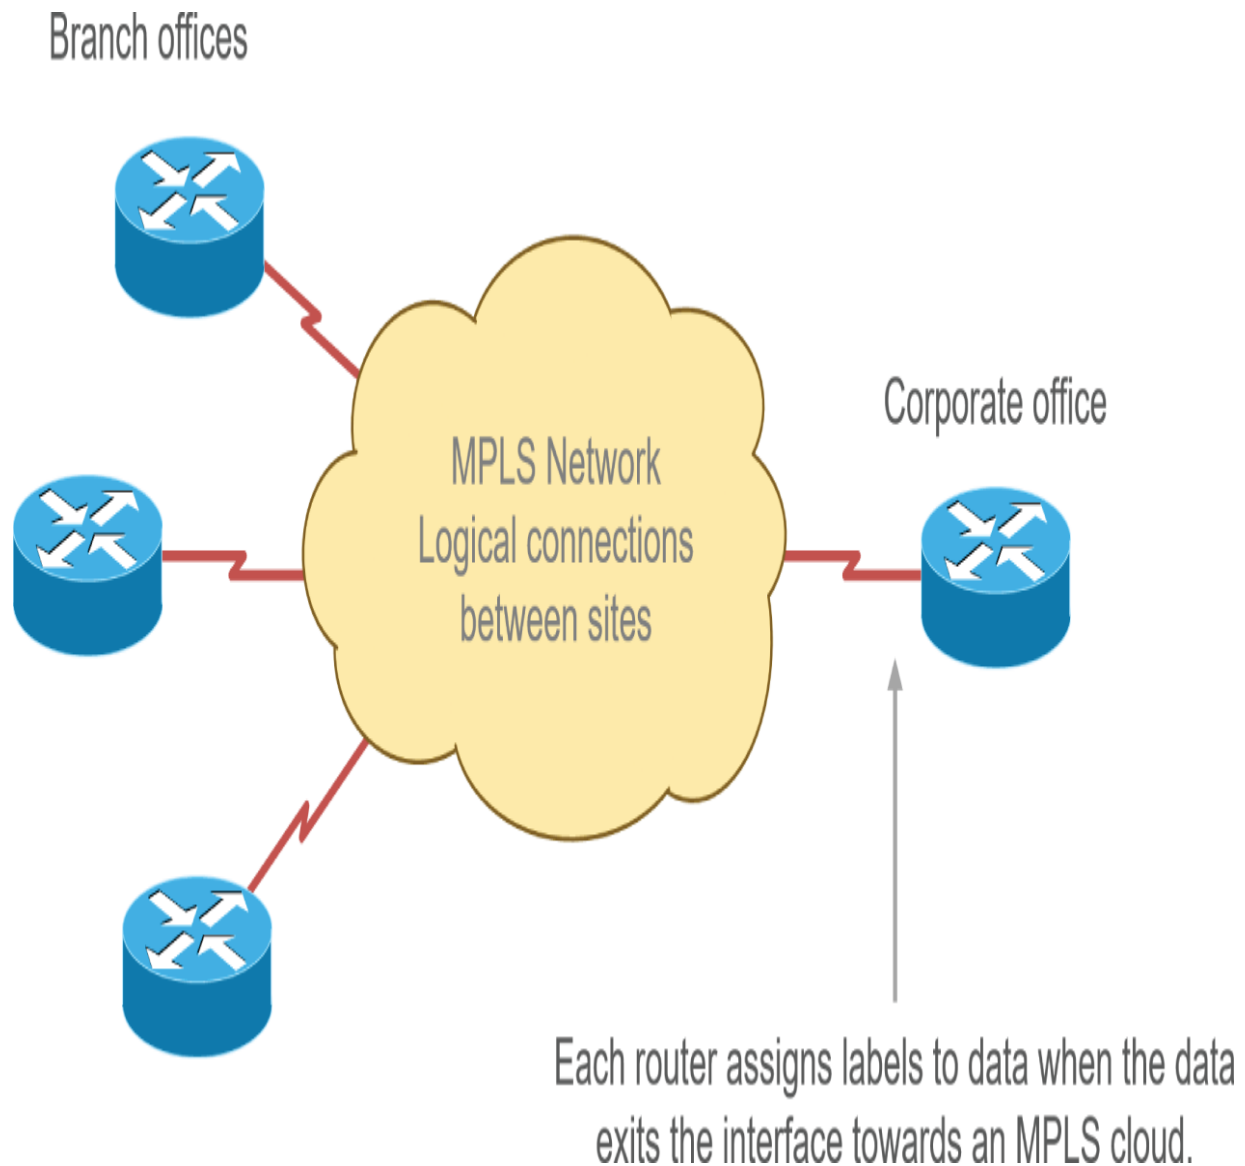 Branch offices
MPLS Network
Logical connections
between sites
Corporate office
Each router assigns labels to data when the data
exits the interface towards an MPLS cloud.